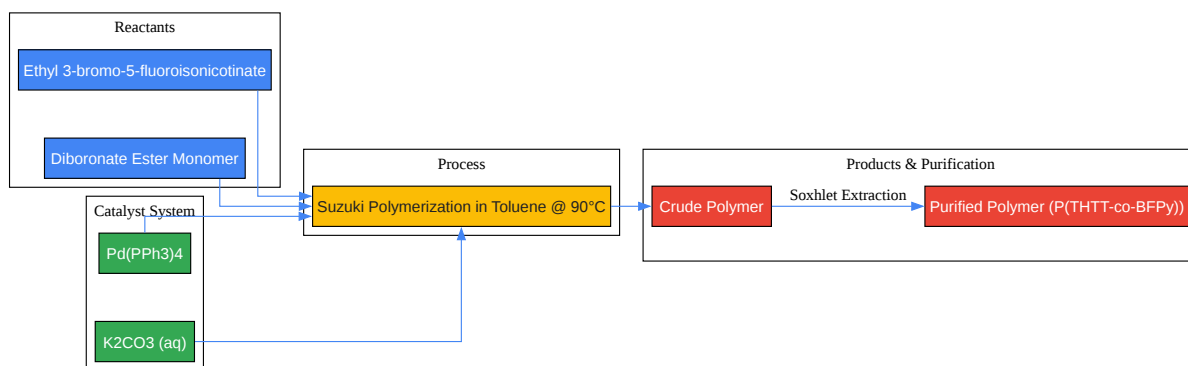 Reactants
Ethyl 3-bromo-5-fluoroisonicotinate
Diboronate Ester Monomer
Catalyst System
Pd(PPh3)4
K2CO3 (aq)
Process
Suzuki Polymerization in Toluene @ 90°C
Products & Purification
Crude Polymer
Soxhlet Extraction
Purified Polymer (P(THTT-co-BFPy))